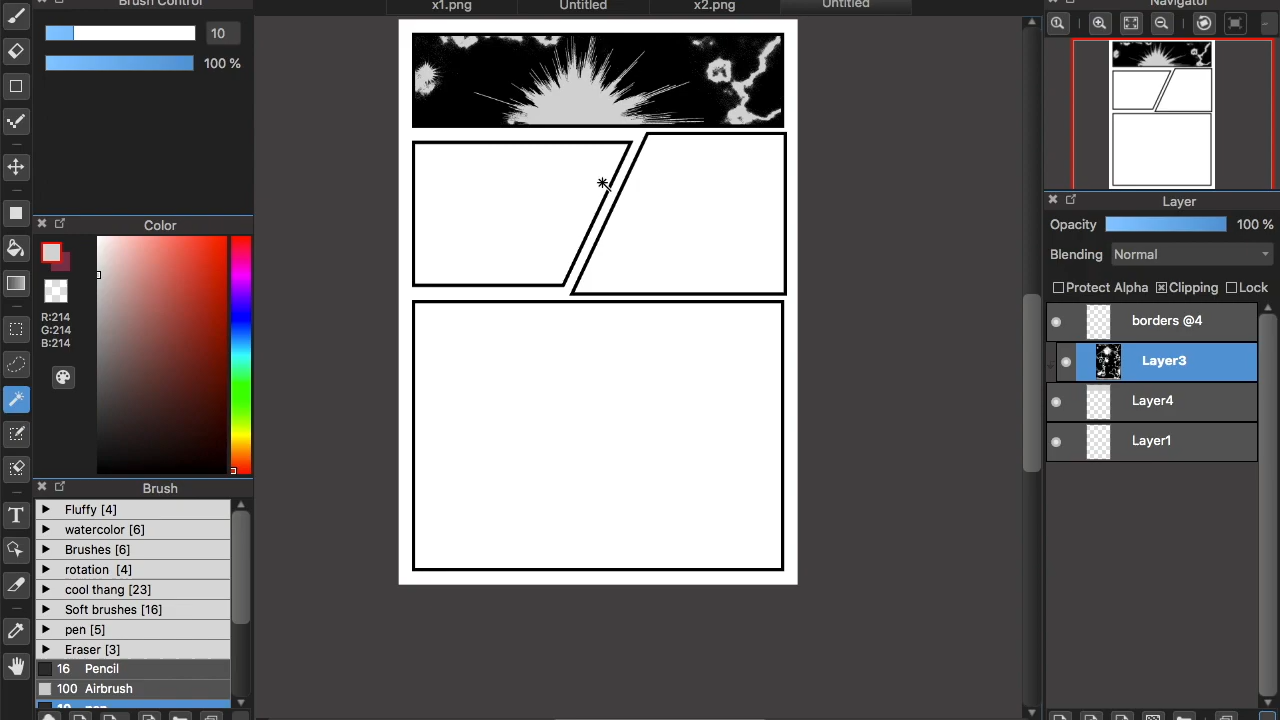 Brush Control
10
100 %
Color
R:214
G:214
B:214
Brush
Fluffy [4]
watercolor [6]
Brushes [6]
rotation [4]
cool thang [23]
Soft brushes [16]
pen [5]
Eraser [3]
16 Pencil
100 Airbrush
10 pen
T
x1.png
Untitled
x2.png
Untitled
Navigator
Layer
Opacity 100 %
Blending Normal
Protect Alpha Clipping Lock
borders @4
Layer3
Layer4
Layer1